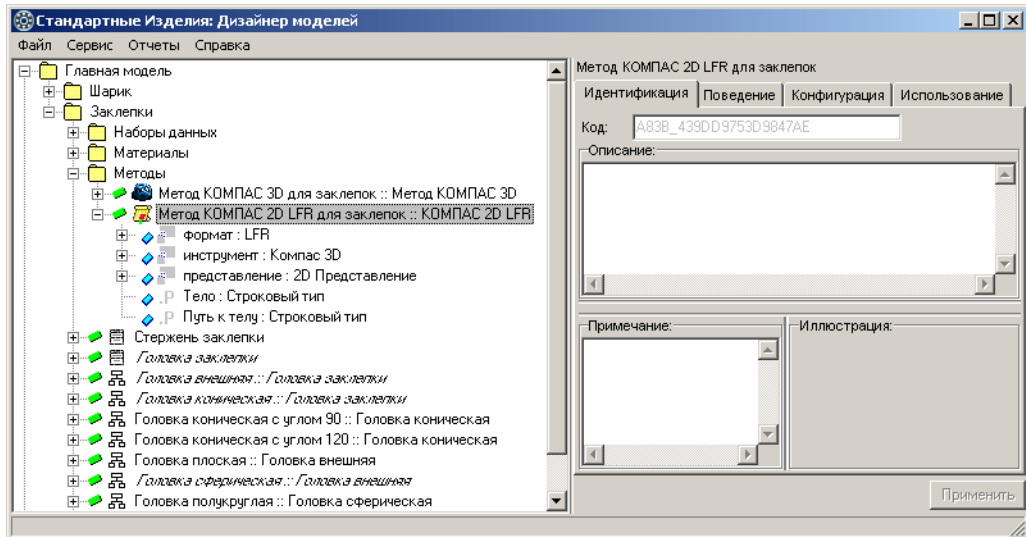 Стандартные Изделия: Дизайнер моделей
Файл Сервис Отчеты Справка
Главная модель
Шарик
Заклепки
Наборы данных
Материалы
Методы
Метод КОМПАС 3D для заклепок :: Метод КОМПАС 3D
Метод КОМПАС 2D LFR для заклепок :: КОМПАС 2D LFR
формат : LFR
инструмент : Компас 3D
представление : 2D Представление
.P Тело : Строковый тип
.P Путь к телу : Строковый тип
Стержень заклепки
Головка заклепки
Головка внешняя :: Головка заклепки
Головка коническая :: Головка заклепки
Головка коническая с углом 90 :: Головка коническая
Головка коническая с углом 120 :: Головка коническая
Головка плоская :: Головка внешняя
Головка сферическая :: Головка внешняя
Головка полукруглая :: Головка сферическая
Метод КОМПАС 2D LFR для заклепок
Идентификация Поведение Конфигурация Использование
Код: A83B_439DD9753D9847AE
Описание:
Примечание: Иллюстрация:
Применить